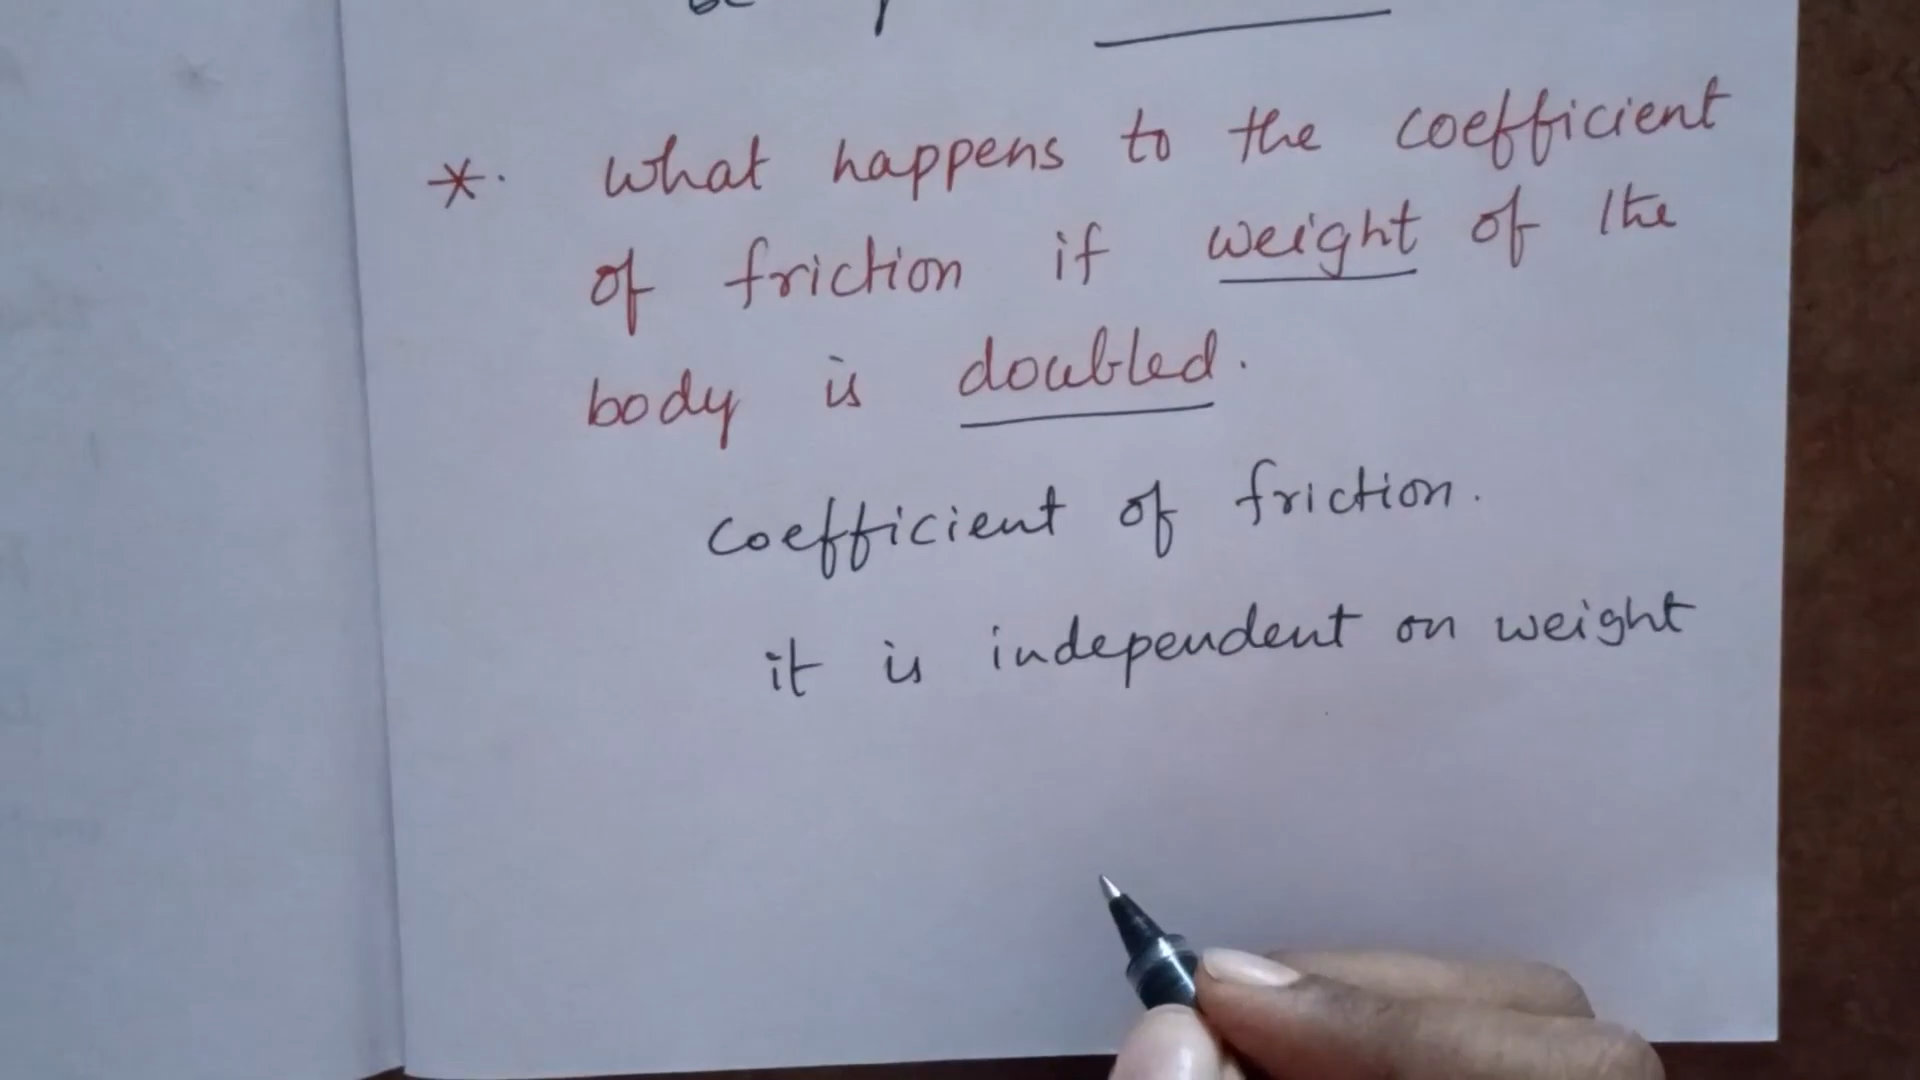 *. What happens to the coefficient
of friction if weight of the
body is doubled.
Coefficient of friction.
it is independent on weight